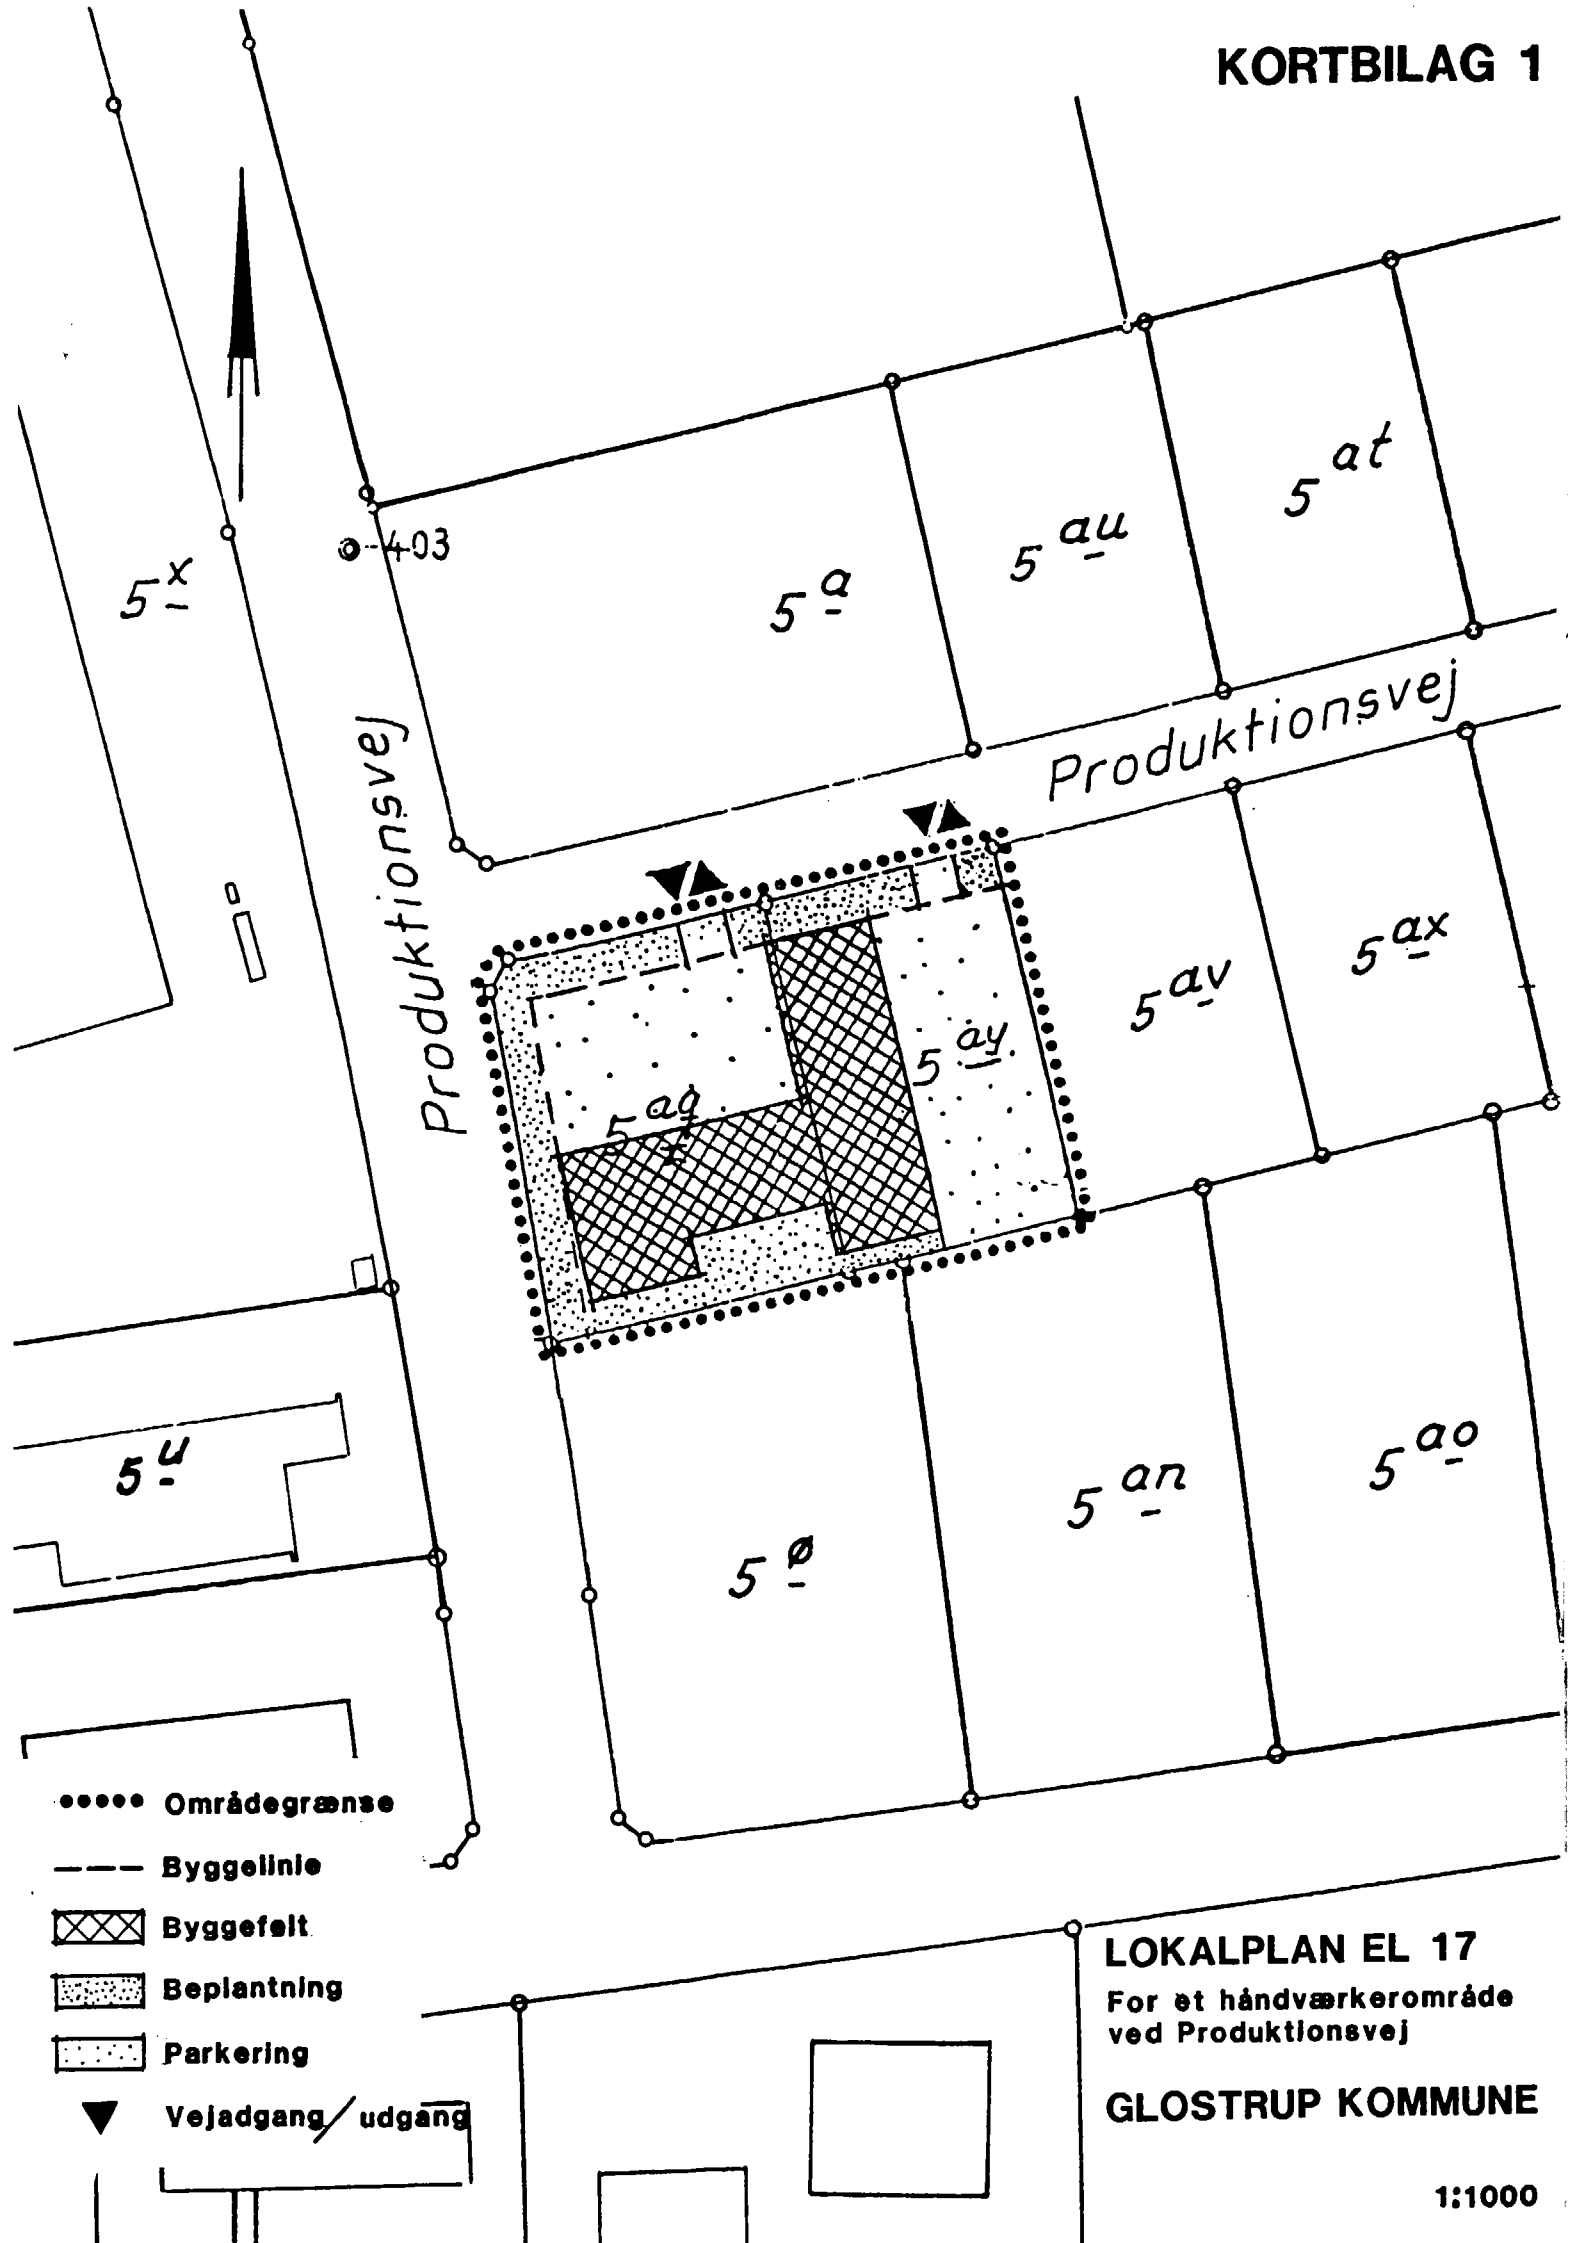 KORTBILAG 1
5 at
5 au
403
5 x
5 a
Produktionsvej
Produktionsvej
5 ax
5 av
5 ay
5 aq
5 u
5 ø
5 an
5 ao
Områdegrænse
Byggelinie
Byggefelt
Beplantning
Parkering
Vejadgang/udgang
LOKALPLAN EL 17
For et håndværkerområde
ved Produktionsvej
GLOSTRUP KOMMUNE
1:1000